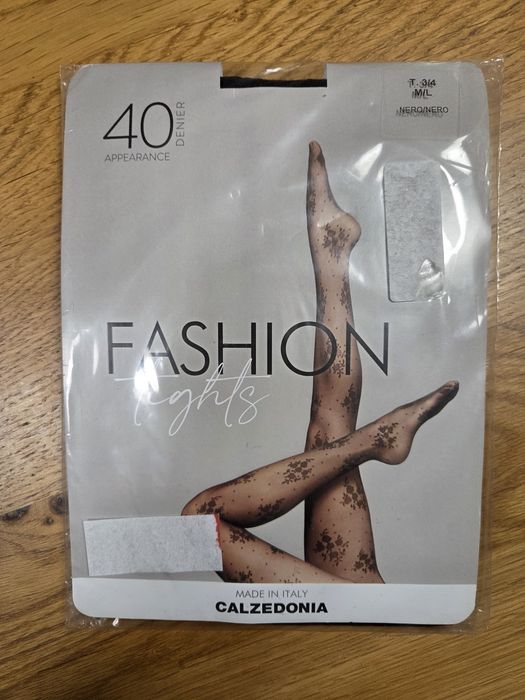 T. 3/4
M/L
NERO/NERO
40
DENIER
APPEARANCE
FASHION
tights
MADE IN ITALY
CALZEDONIA